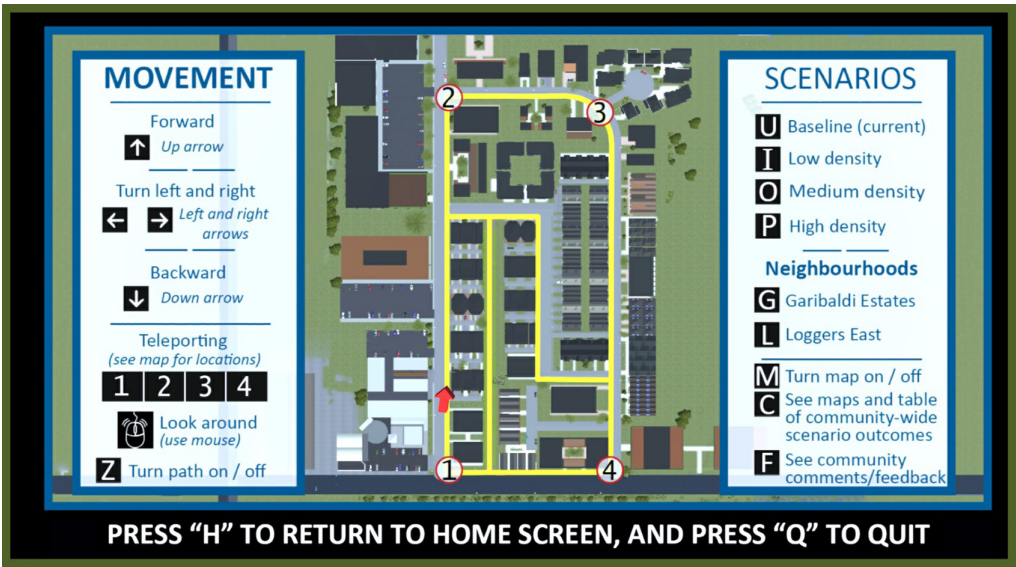 MOVEMENT
Forward
↑ Up arrow
Turn left and right
← → Left and right
arrows
Backward
↓ Down arrow
Teleporting
(see map for locations)
1 2 3 4
Look around
(use mouse)
Z Turn path on / off
2
3
1
4
SCENARIOS
U Baseline (current)
I Low density
O Medium density
P High density
Neighbourhoods
G Garibaldi Estates
L Loggers East
M Turn map on / off
C See maps and table
of community-wide
scenario outcomes
F See community
comments/feedback
PRESS “H” TO RETURN TO HOME SCREEN, AND PRESS “Q” TO QUIT